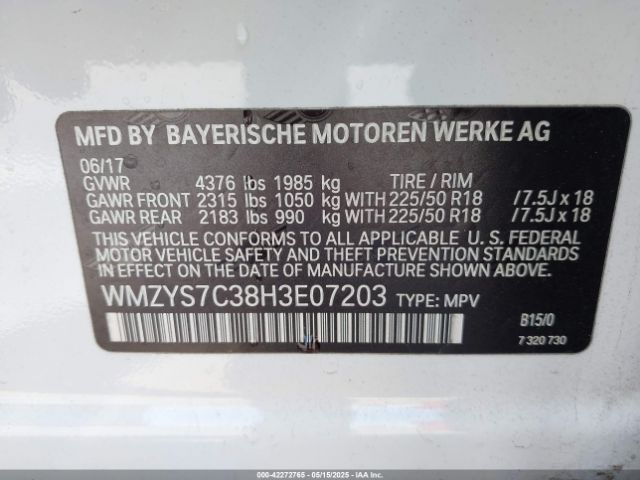 MFD BY BAYERISCHE MOTOREN WERKE AG
06/17
GVWR 4376 lbs 1985 kg TIRE / RIM
GAWR FRONT 2315 lbs 1050 kg WITH 225/50 R18 /7.5J x 18
GAWR REAR 2183 lbs 990 kg WITH 225/50 R18 /7.5J x 18
THIS VEHICLE CONFORMS TO ALL APPLICABLE U. S. FEDERAL
MOTOR VEHICLE SAFETY AND THEFT PREVENTION STANDARDS
IN EFFECT ON THE DATE OF MANUFACTURE SHOWN ABOVE.
WMZYS7C38H3E07203 TYPE: MPV
B15/0
7 320 730
000-42272765 - 05/15/2025 - IAAI.COM